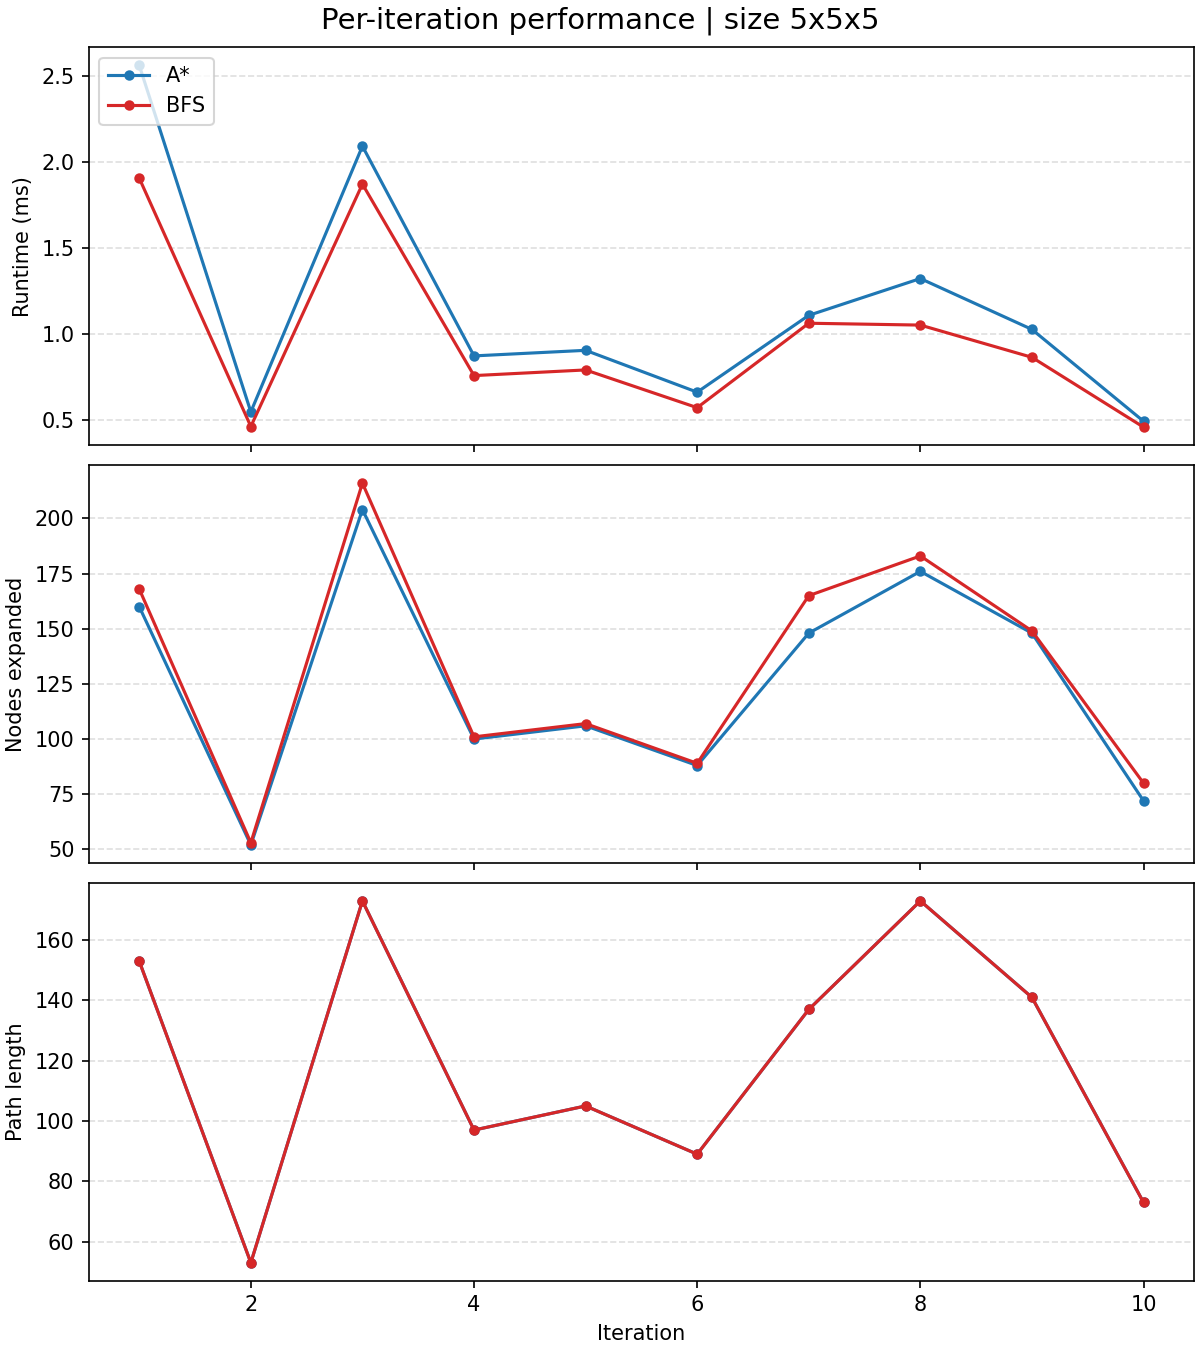 Per-iteration performance | size 5x5x5
A*
BFS
Runtime (ms)
2.5
2.0
1.5
1.0
0.5
Nodes expanded
200
175
150
125
100
75
50
Path length
160
140
120
100
80
60
2 4 6 8 10
Iteration